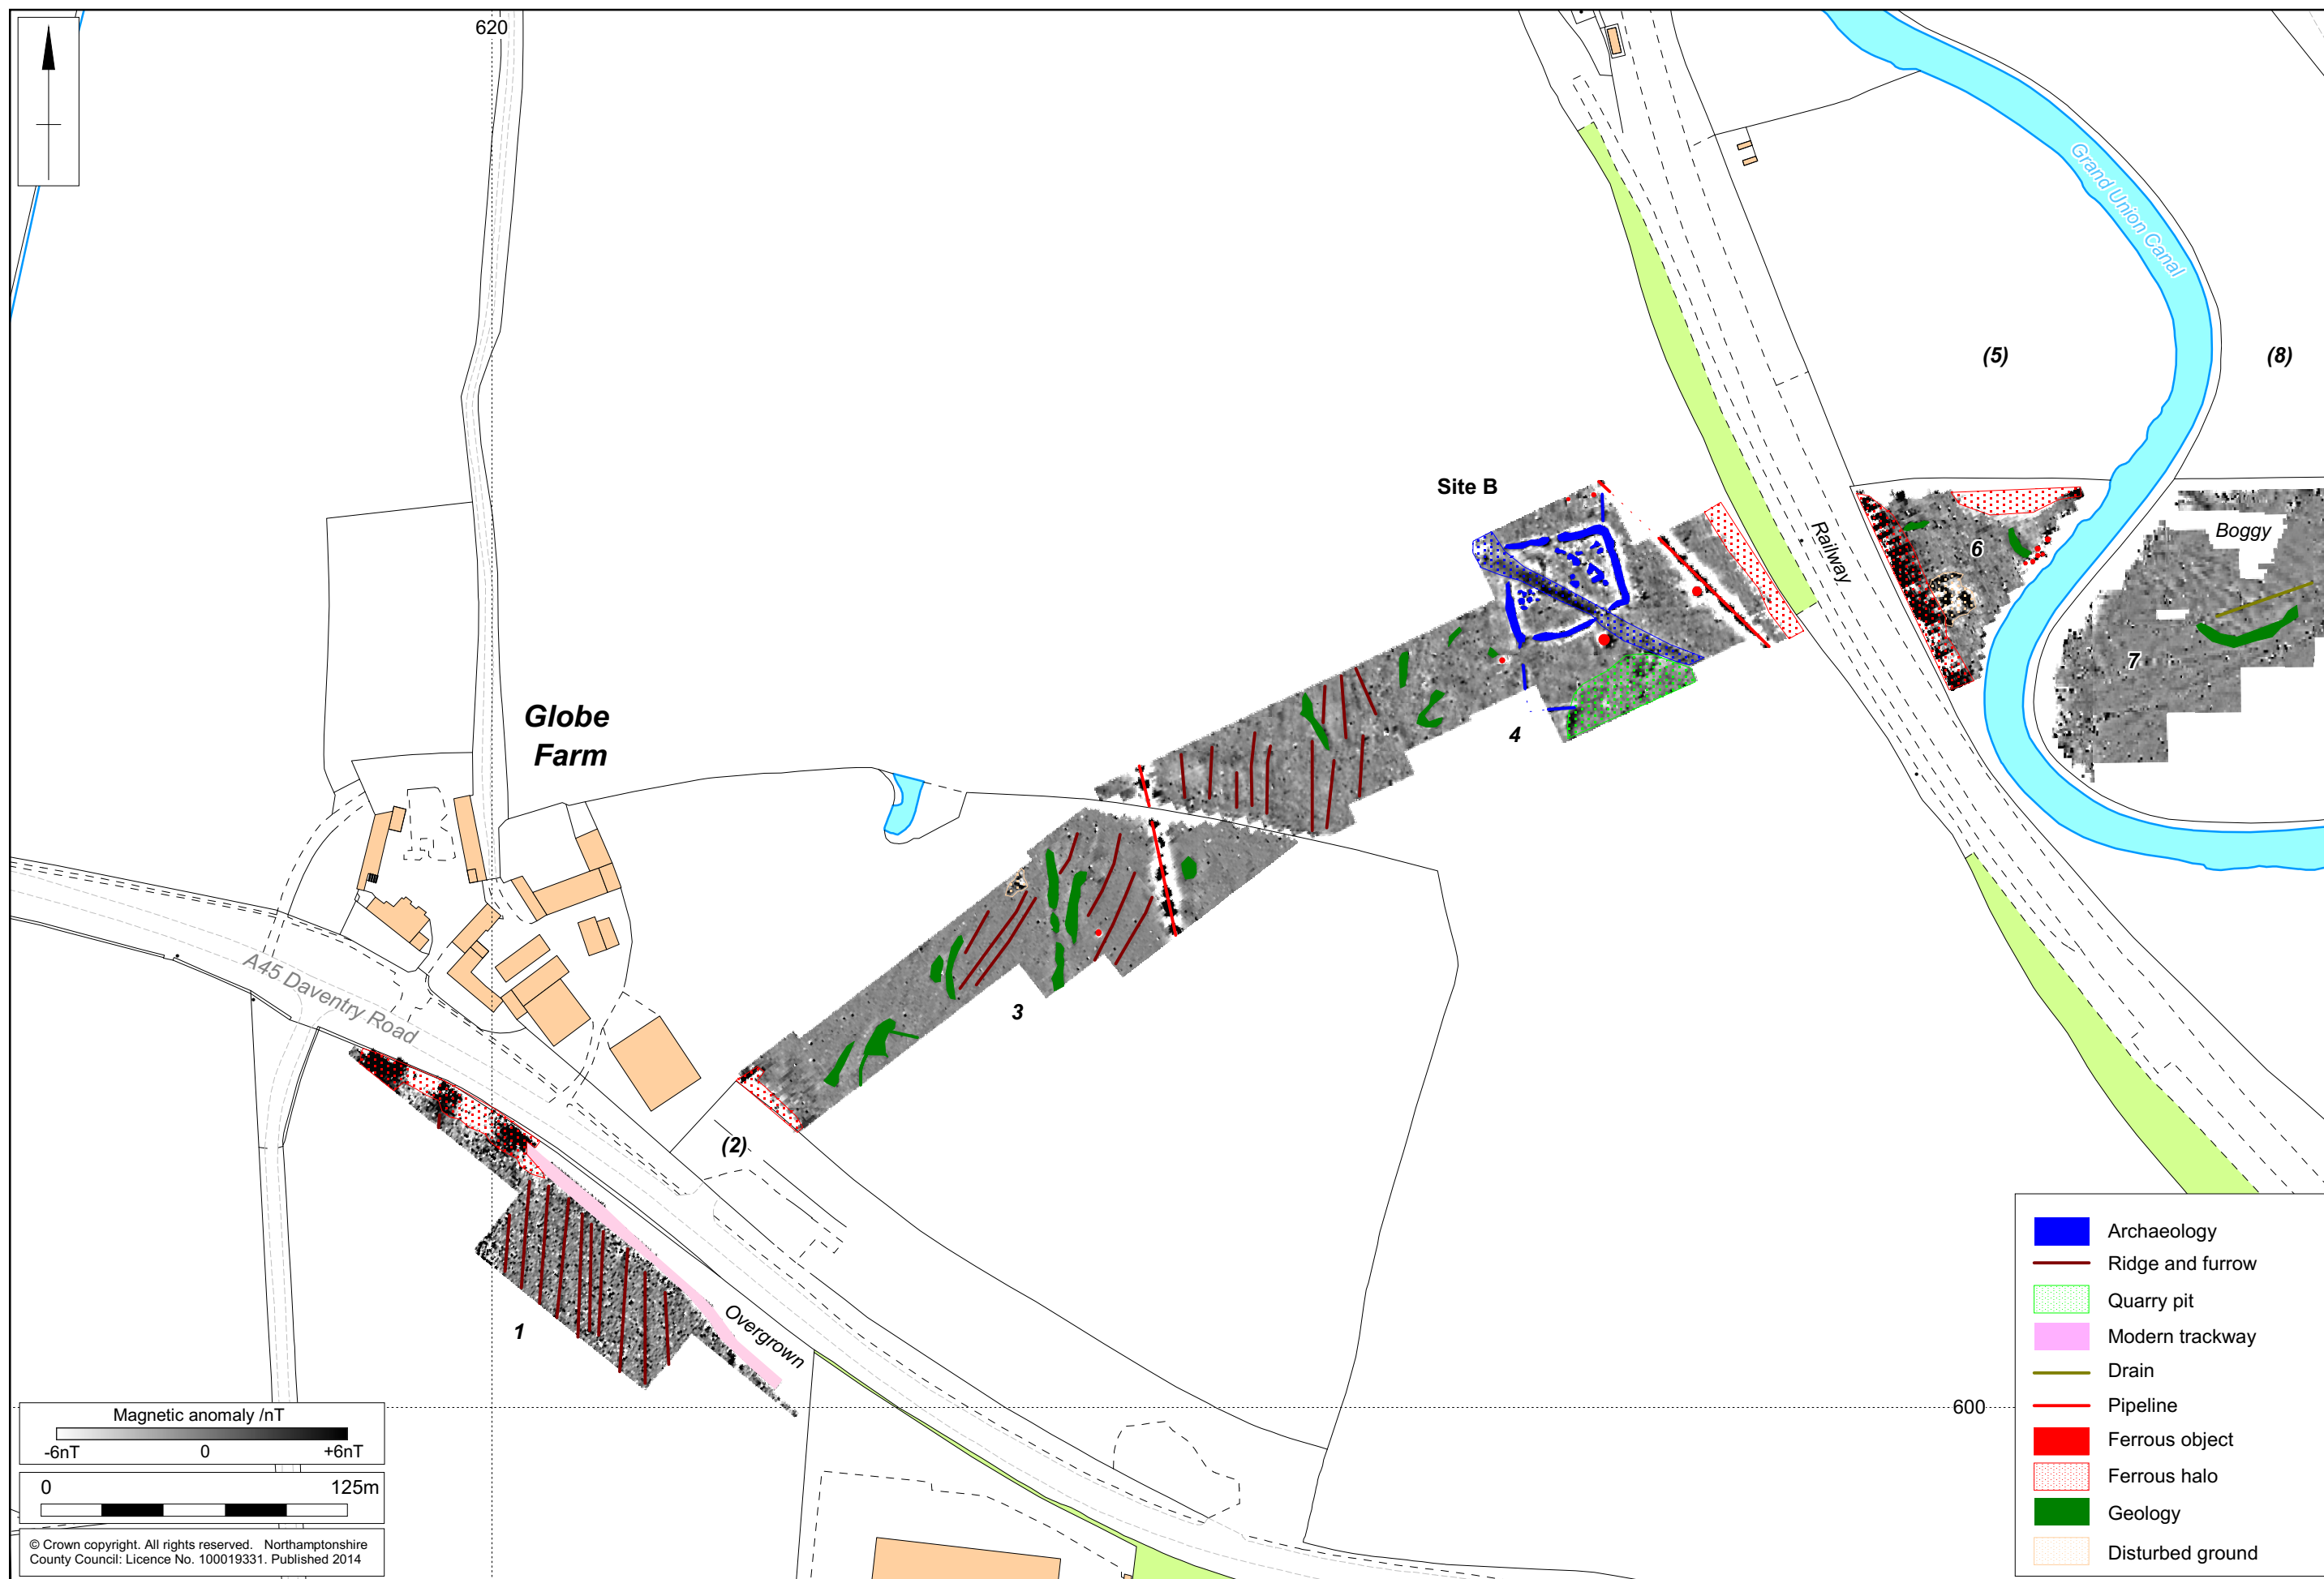 620
Grand Union Canal
(5)
(8)
Site B
Railway
Boggy
6
7
Globe
Farm
4
3
A45 Daventry Road
(2)
1
Overgrown
600
Magnetic anomaly /nT
-6nT 0 +6nT
0 125m
© Crown copyright. All rights reserved. Northamptonshire
County Council: Licence No. 100019331. Published 2014
Archaeology
Ridge and furrow
Quarry pit
Modern trackway
Drain
Pipeline
Ferrous object
Ferrous halo
Geology
Disturbed ground